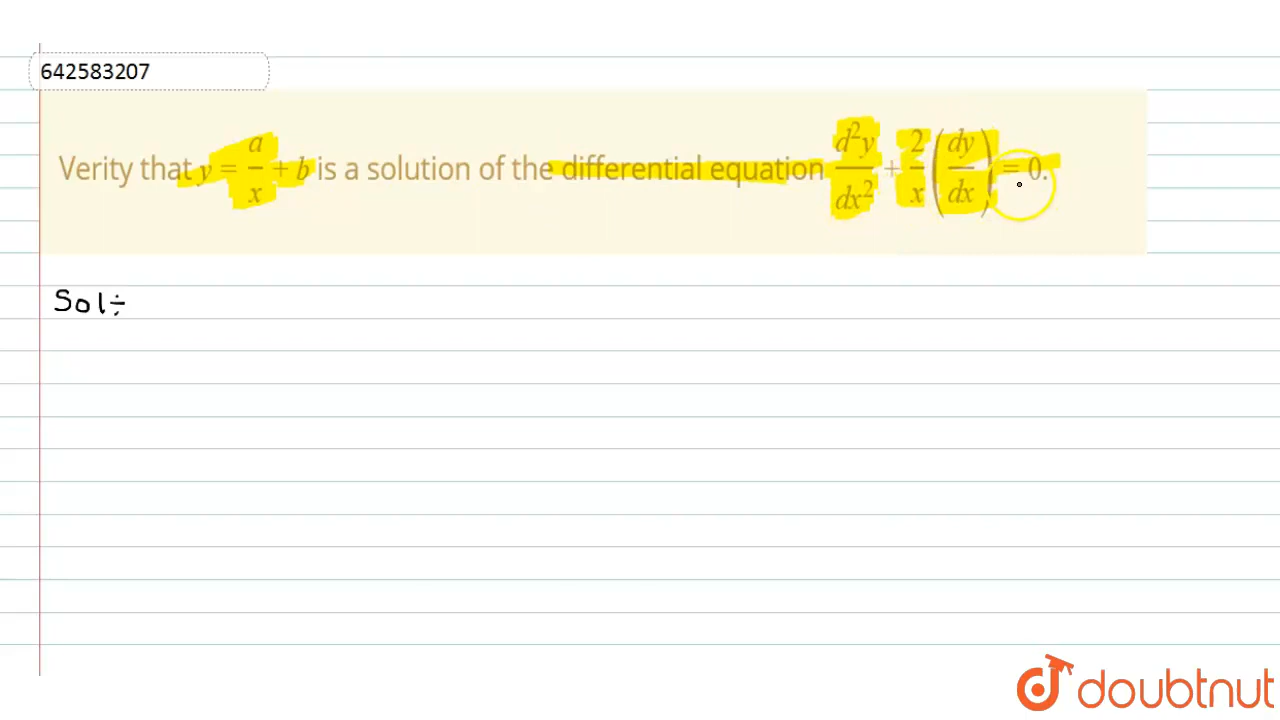 642583207
Verity that y = a/x + b is a solution of the differential equation d²y/dx² + 2/x (dy/dx) = 0.
Sol÷
doubtnut